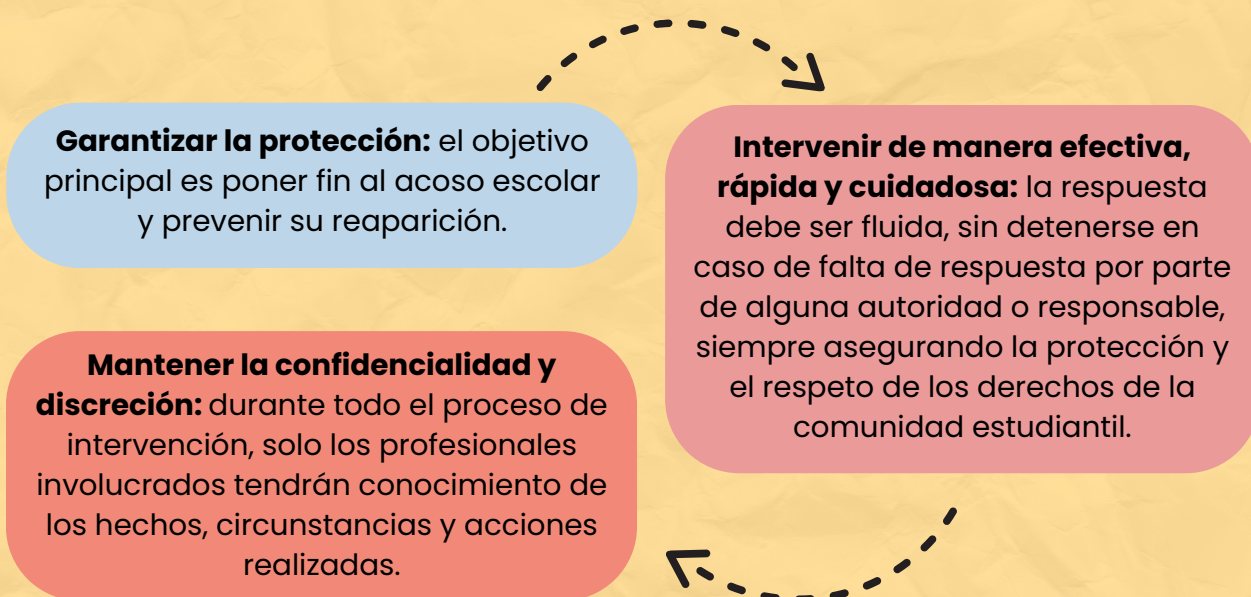 Garantizar la protección: el objetivo
principal es poner fin al acoso escolar
y prevenir su reaparición.
Intervenir de manera efectiva,
rápida y cuidadosa: la respuesta
debe ser fluida, sin detenerse en
caso de falta de respuesta por parte
de alguna autoridad o responsable,
siempre asegurando la protección y
el respeto de los derechos de la
comunidad estudiantil.
Mantener la confidencialidad y
discreción: durante todo el proceso de
intervención, solo los profesionales
involucrados tendrán conocimiento de
los hechos, circunstancias y acciones
realizadas.